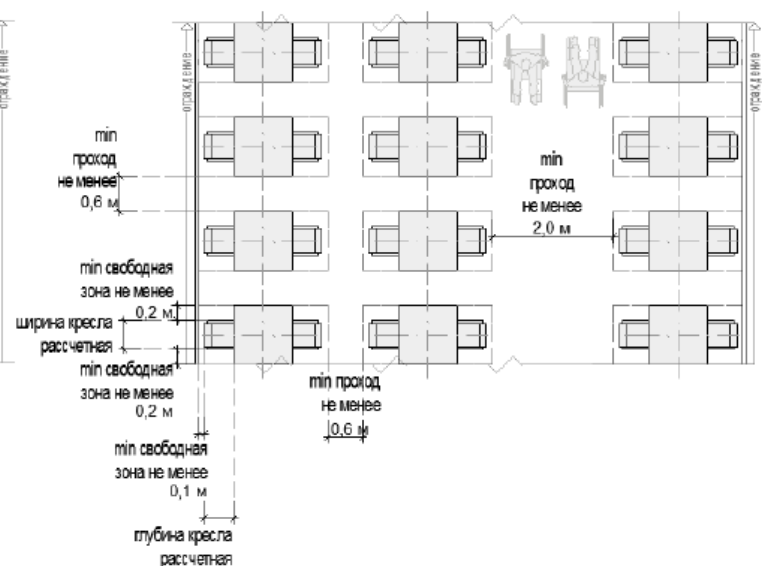 ограждение
ограждение
ограждение
min
проход
не менее
0,6 м
min
проход
не менее
2,0 м
min свободная
зона не менее
0,2 м
ширина кресла
рассчетная
min свободная
зона не менее
0,2 м
min проход
не менее
0,6 м
min свободная
зона не менее
0,1 м
глубина кресла
рассчетная